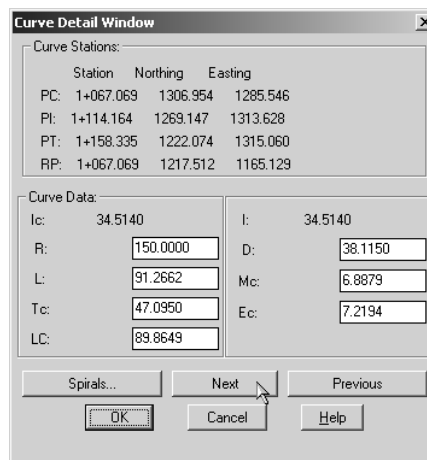 Curve Detail Window
Curve Stations:
Station Northing Easting
PC: 1+067.069 1306.954 1285.546
PI: 1+114.164 1269.147 1313.628
PT: 1+158.335 1222.074 1315.060
RP: 1+067.069 1217.512 1165.129
Curve Data:
Ic: 34.5140 I: 34.5140
R: 150.0000 D: 38.1150
L: 91.2662 Mc: 6.8879
Tc: 47.0950 Ec: 7.2194
LC: 89.8649
Spirals... Next Previous
OK Cancel Help